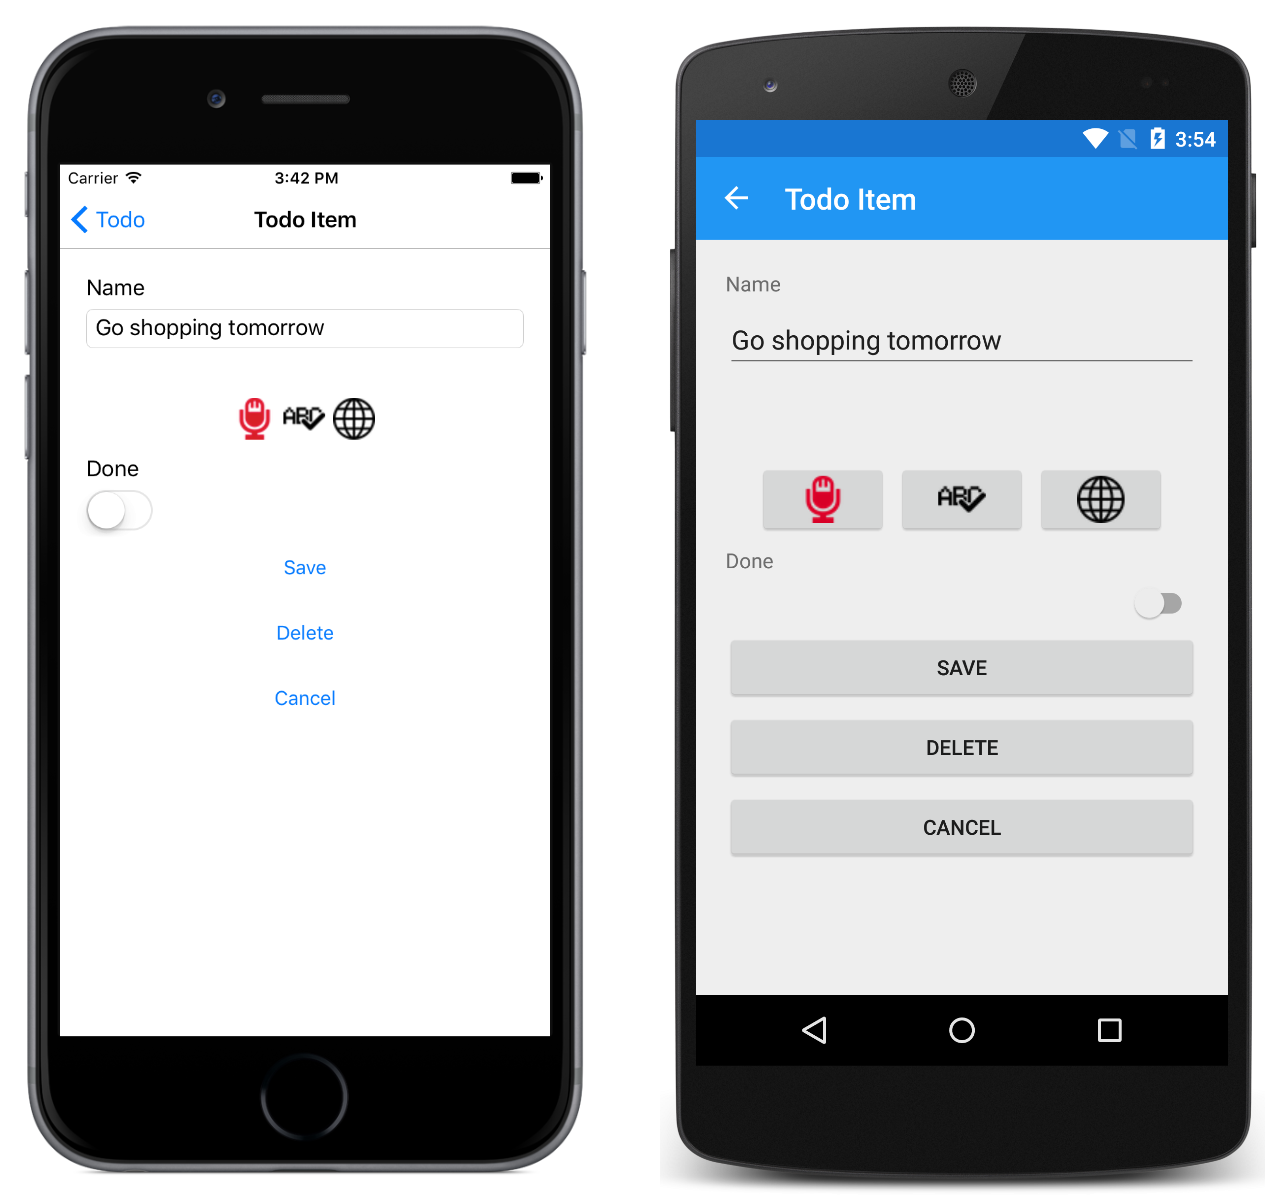 Carrier 3:42 PM
Todo Todo Item
Name
Go shopping tomorrow
ABC
Done
Save
Delete
Cancel
3:54
Todo Item
Name
Go shopping tomorrow
ABC
Done
SAVE
DELETE
CANCEL